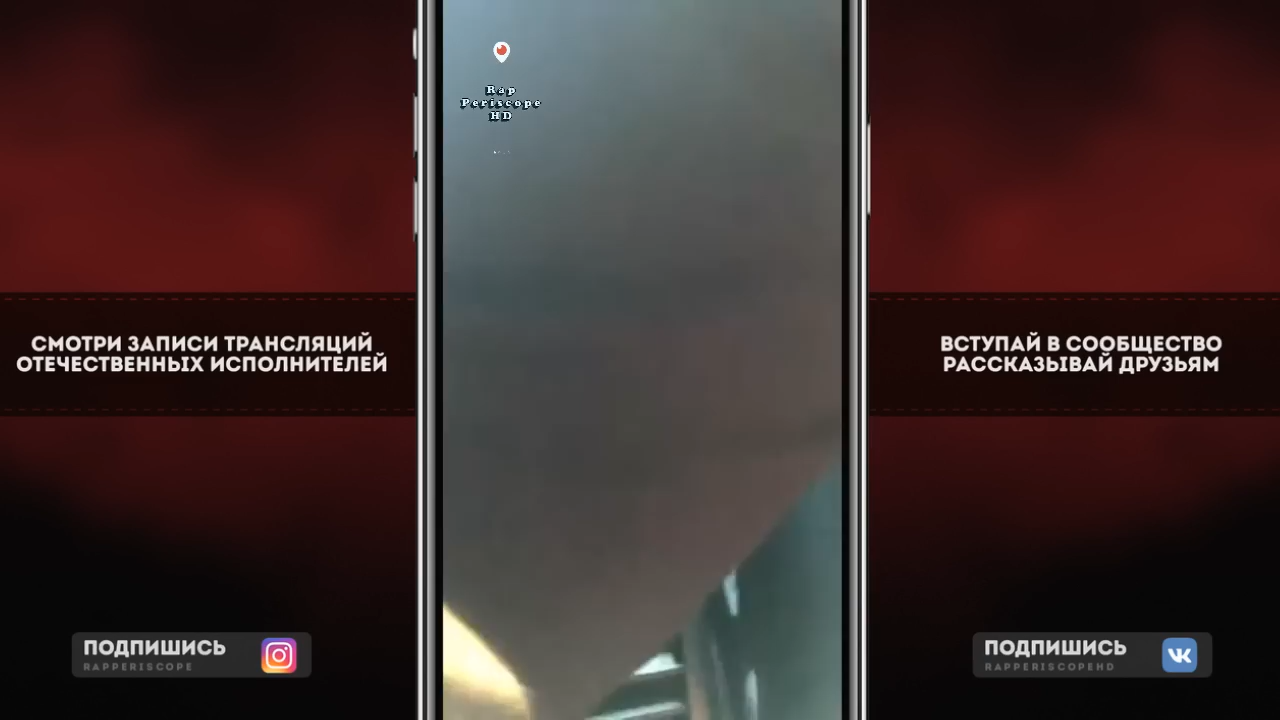 Rap
Periscope
HD
СМОТРИ ЗАПИСИ ТРАНСЛЯЦИЙ
ОТЕЧЕСТВЕННЫХ ИСПОЛНИТЕЛЕЙ
ВСТУПАЙ В СООБЩЕСТВО
РАССКАЗЫВАЙ ДРУЗЬЯМ
ПОДПИШИСЬ
RAPPERISCOPE
ПОДПИШИСЬ
RAPPERISCOPEHD